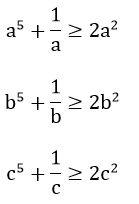 a⁵ + 1/a ≥ 2a²
b⁵ + 1/b ≥ 2b²
c⁵ + 1/c ≥ 2c²